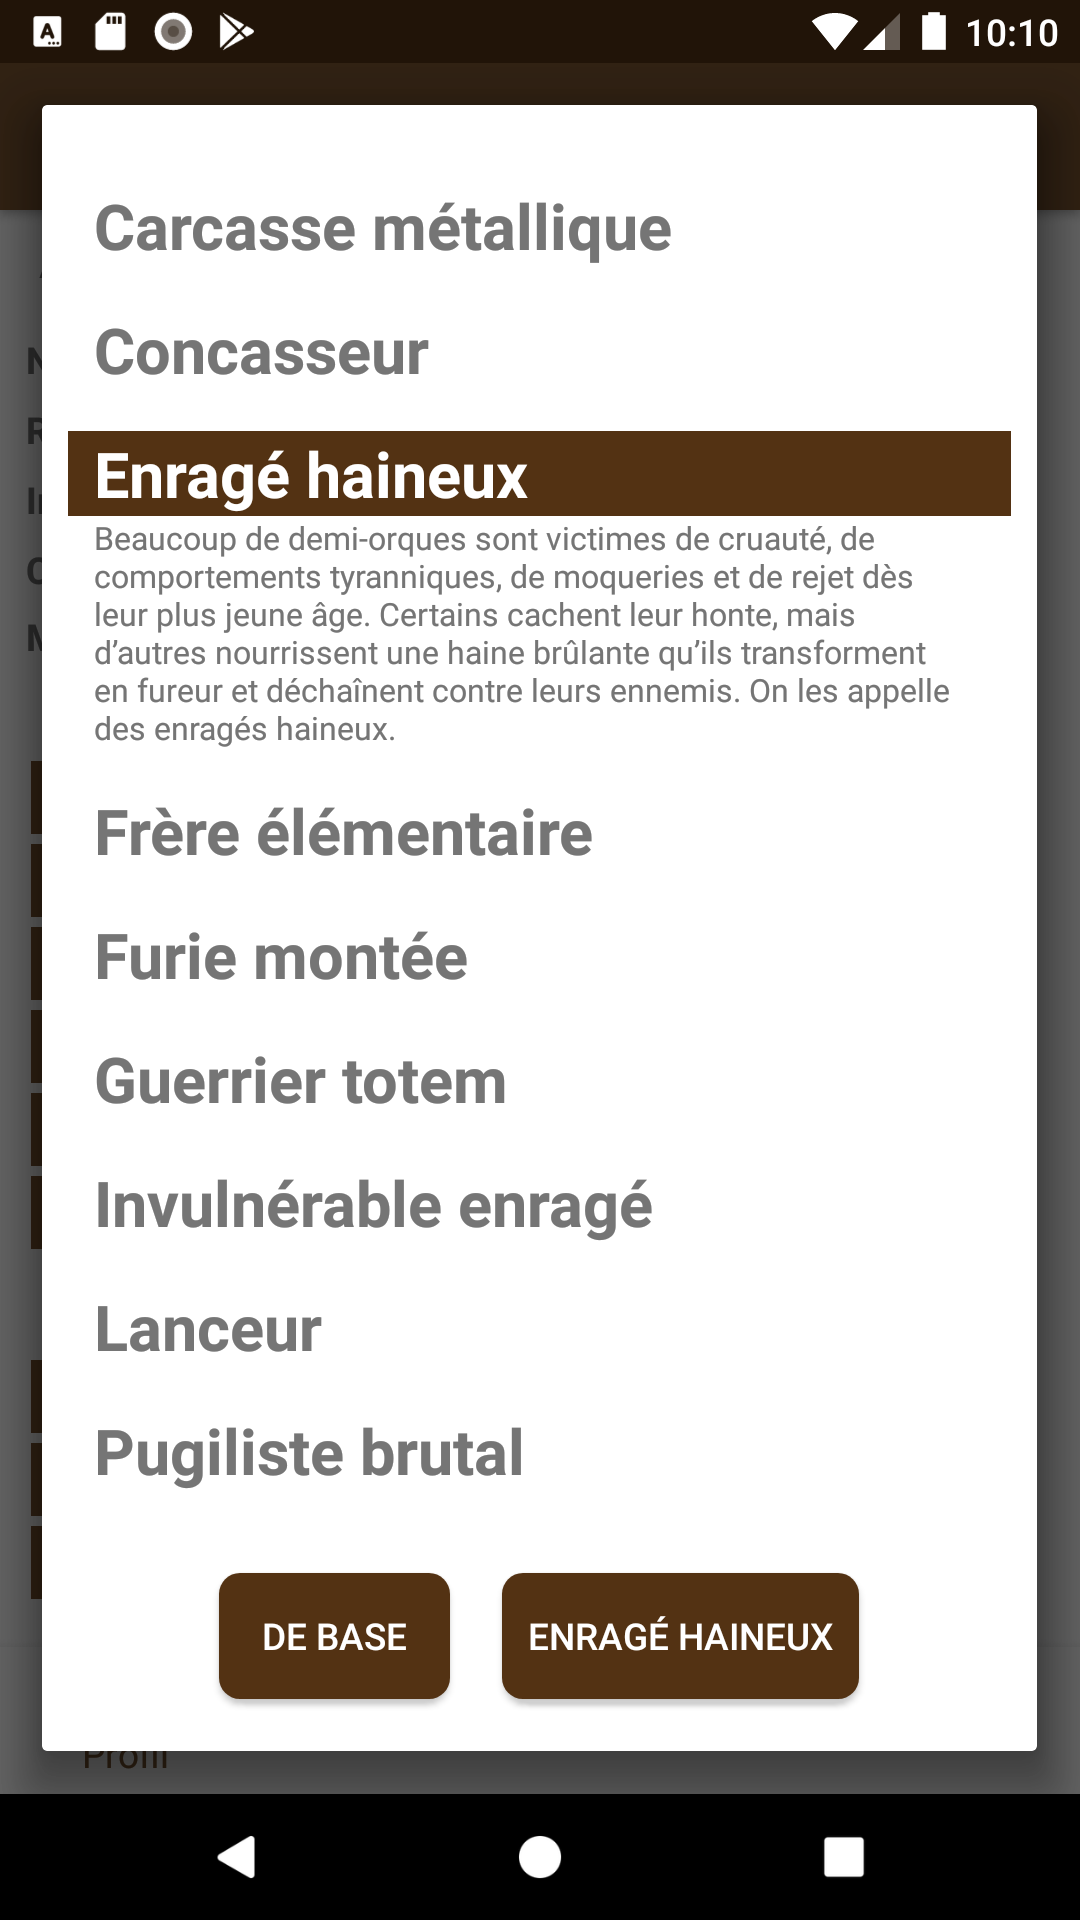 10:10
Carcasse métallique
Concasseur
Enragé haineux
Beaucoup de demi-orques sont victimes de cruauté, de
comportements tyranniques, de moqueries et de rejet dès
leur plus jeune âge. Certains cachent leur honte, mais
d’autres nourrissent une haine brûlante qu’ils transforment
en fureur et déchaînent contre leurs ennemis. On les appelle
des enragés haineux.
Frère élémentaire
Furie montée
Guerrier totem
Invulnérable enragé
Lanceur
Pugiliste brutal
DE BASE
ENRAGÉ HAINEUX
Profil